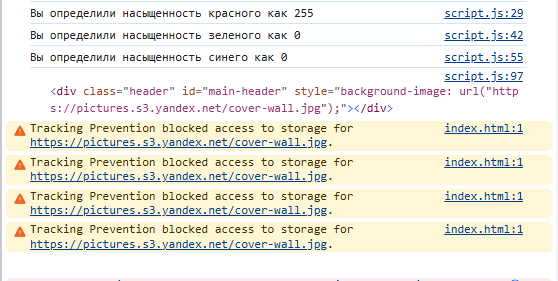 Вы определили насыщенность красного как 255 script.js:29
Вы определили насыщенность зеленого как 0 script.js:42
Вы определили насыщенность синего как 0 script.js:55
script.js:97
<div class="header" id="main-header" style="background-image: url("http
s://pictures.s3.yandex.net/cover-wall.jpg");"></div>
Tracking Prevention blocked access to storage for index.html:1
https://pictures.s3.yandex.net/cover-wall.jpg.
Tracking Prevention blocked access to storage for index.html:1
https://pictures.s3.yandex.net/cover-wall.jpg.
Tracking Prevention blocked access to storage for index.html:1
https://pictures.s3.yandex.net/cover-wall.jpg.
Tracking Prevention blocked access to storage for index.html:1
https://pictures.s3.yandex.net/cover-wall.jpg.